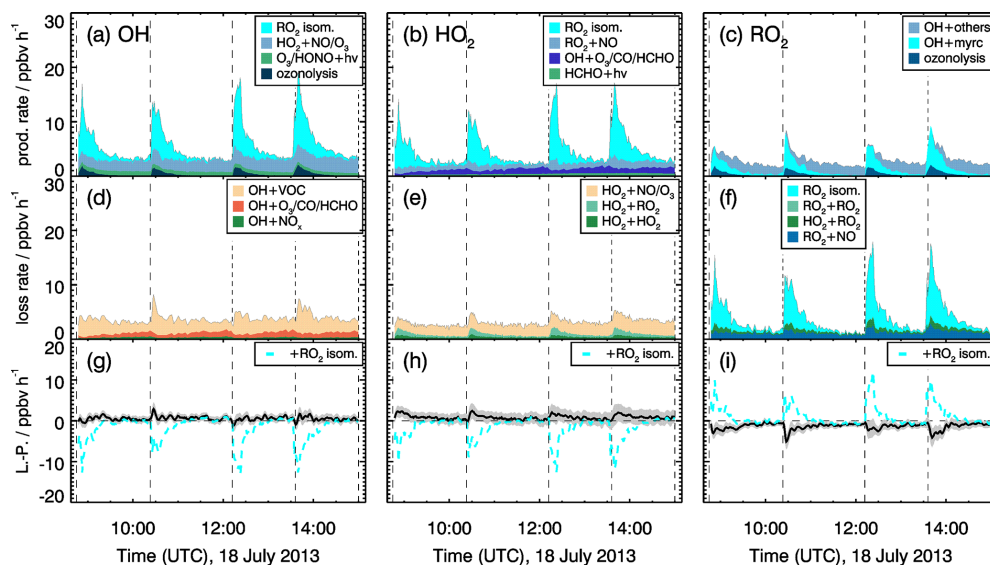 (a) OH
RO₂ isom.
HO₂+NO/O₃
O₃/HONO+hv
ozonolysis
(b) HO₂
RO₂ isom.
RO₂+NO
OH+O₃/CO/HCHO
HCHO+hv
(c) RO₂
OH+others
OH+myrc
ozonolysis
prod. rate / ppbv h⁻¹
30
20
10
0
(d)
OH+VOC
OH+O₃/CO/HCHO
OH+NOₓ
(e)
HO₂+NO/O₃
HO₂+RO₂
HO₂+HO₂
(f)
RO₂ isom.
RO₂+RO₂
HO₂+RO₂
RO₂+NO
loss rate / ppbv h⁻¹
30
20
10
0
(g)
+RO₂ isom.
(h)
+RO₂ isom.
(i)
+RO₂ isom.
L.-P. / ppbv h⁻¹
20
10
0
-10
-20
10:00 12:00 14:00
10:00 12:00 14:00
10:00 12:00 14:00
Time (UTC), 18 July 2013
Time (UTC), 18 July 2013
Time (UTC), 18 July 2013